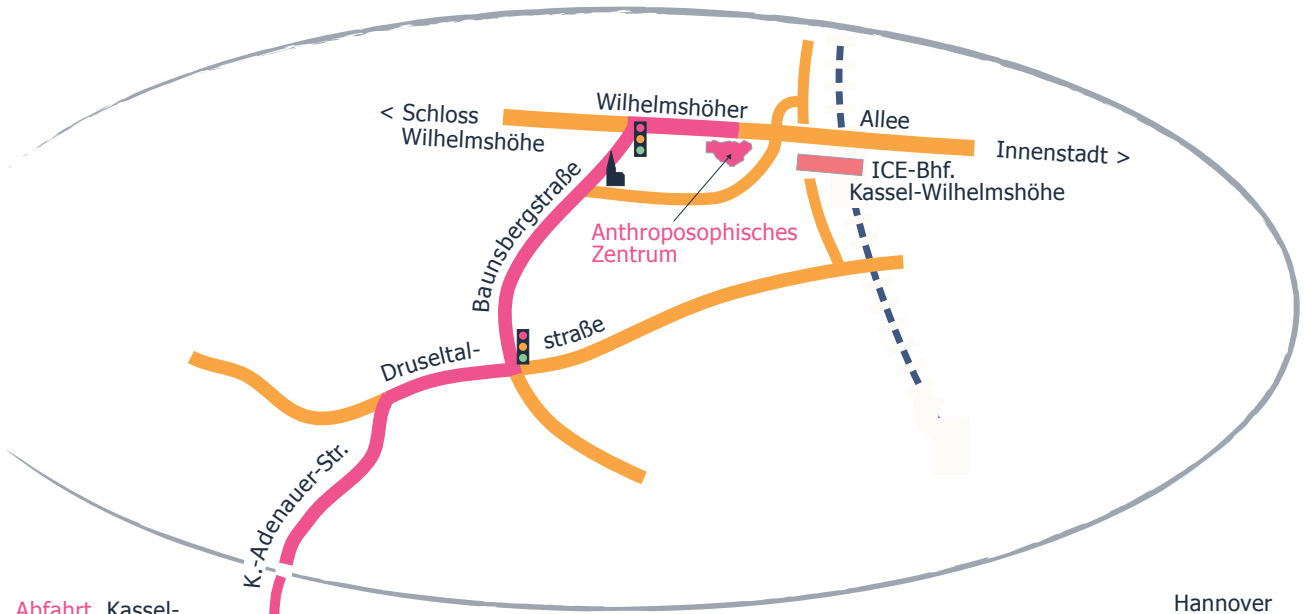 Wilhelmshöher
< Schloss
Wilhelmshöhe
Allee
Innenstadt >
ICE-Bhf.
Kassel-Wilhelmshöhe
Baunsbergstraße
Anthroposophisches
Zentrum
Druseltal-
straße
K.-Adenauer-Str.
Abfahrt Kassel-
Hannover